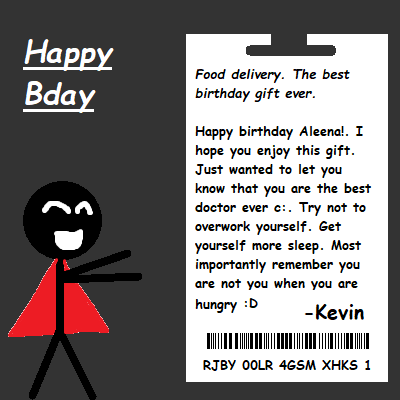 Happy
Bday
Food delivery. The best
birthday gift ever.
Happy birthday Aleena!. I
hope you enjoy this gift.
Just wanted to let you
know that you are the best
doctor ever c:. Try not to
overwork yourself. Get
yourself more sleep. Most
importantly remember you
are not you when you are
hungry :D
-Kevin
RJBY 00LR 4GSM XHKS 1